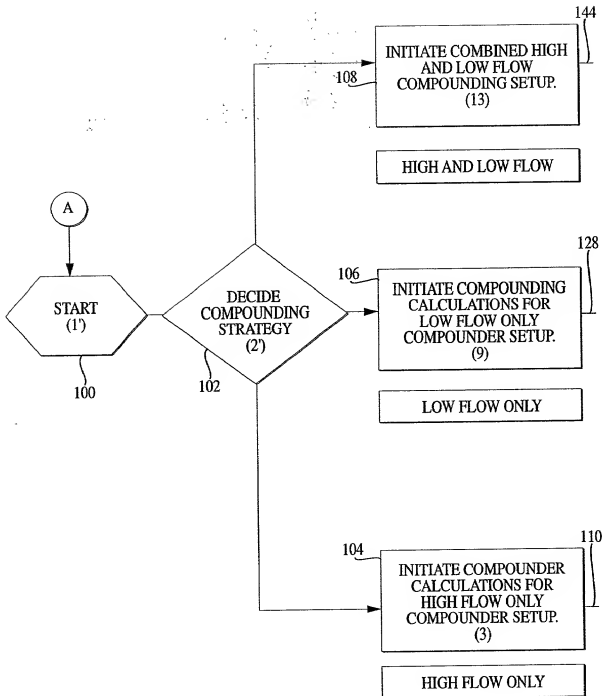 144
INITIATE COMBINED HIGH
AND LOW FLOW
COMPOUNDING SETUP.
(13)
108
HIGH AND LOW FLOW
A
START
(1')
100
DECIDE
COMPOUNDING
STRATEGY
(2')
102
128
106
INITIATE COMPOUNDING
CALCULATIONS FOR
LOW FLOW ONLY
COMPOUNDER SETUP.
(9)
LOW FLOW ONLY
110
104
INITIATE COMPOUNDER
CALCULATIONS FOR
HIGH FLOW ONLY
COMPOUNDER SETUP.
(3)
HIGH FLOW ONLY